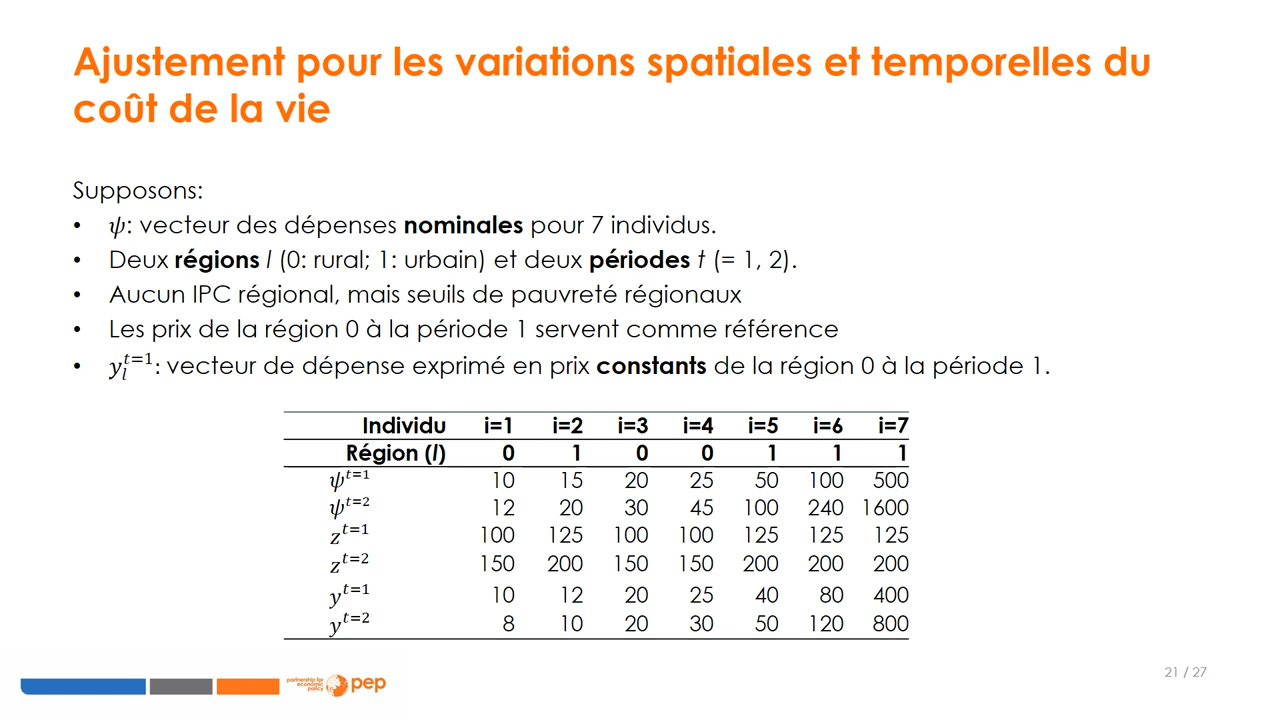 Ajustement pour les variations spatiales et temporelles du
coût de la vie
Supposons:
• ψ: vecteur des dépenses nominales pour 7 individus.
• Deux régions l (0: rural; 1: urbain) et deux périodes t (= 1, 2).
• Aucun IPC régional, mais seuils de pauvreté régionaux
• Les prix de la région 0 à la période 1 servent comme référence
• y_l^{t=1}: vecteur de dépense exprimé en prix constants de la région 0 à la période 1.
Individu i=1 i=2 i=3 i=4 i=5 i=6 i=7
Région (l) 0 1 0 0 1 1 1
ψ^{t=1} 10 15 20 25 50 100 500
ψ^{t=2} 12 20 30 45 100 240 1600
z^{t=1} 100 125 100 100 125 125 125
z^{t=2} 150 200 150 150 200 200 200
y^{t=1} 10 12 20 25 40 80 400
y^{t=2} 8 10 20 30 50 120 800
partnership for
economic
policy
pep
21 / 27